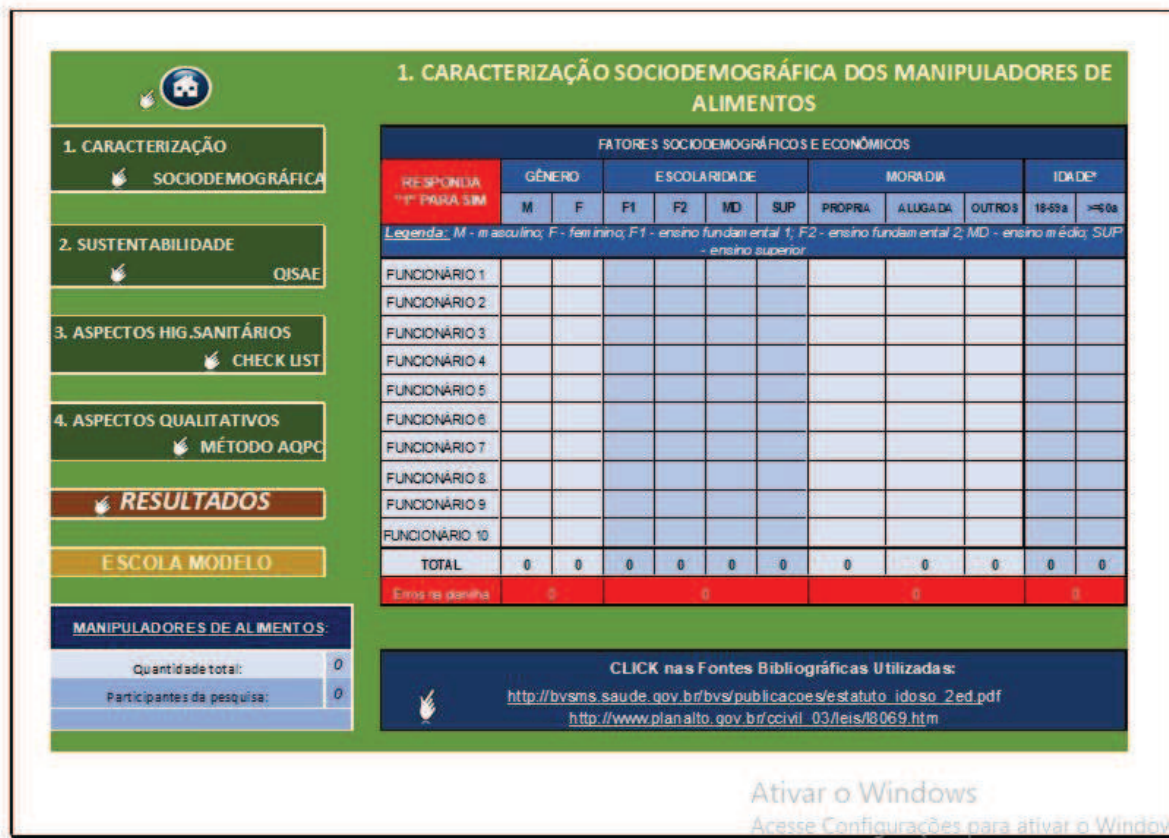 1. CARACTERIZAÇÃO SOCIODEMOGRÁFICA DOS MANIPULADORES DE
ALIMENTOS
1. CARACTERIZAÇÃO
SOCIODEMOGRÁFICA
2. SUSTENTABILIDADE
QISAE
3. ASPECTOS HIG.SANITÁRIOS
CHECK LIST
4. ASPECTOS QUALITATIVOS
MÉTODO AQPC
RESULTADOS
ESCOLA MODELO
MANIPULADORES DE ALIMENTOS:
Quantidade total: 0
Participantes da pesquisa: 0
FATORES SOCIODEMOGRÁFICOS E ECONÔMICOS
RESPONDA
"1" PARA SIM
GÊNERO ESCOLARIDADE MORADIA IDADE*
M F F1 F2 MD SUP PROPRIA ALUGADA OUTROS 18-59a >=60a
Legenda: M - masculino; F - feminino; F1 - ensino fundamental 1; F2 - ensino fundamental 2; MD - ensino médio; SUP
- ensino superior
FUNCIONÁRIO 1
FUNCIONÁRIO 2
FUNCIONÁRIO 3
FUNCIONÁRIO 4
FUNCIONÁRIO 5
FUNCIONÁRIO 6
FUNCIONÁRIO 7
FUNCIONÁRIO 8
FUNCIONÁRIO 9
FUNCIONÁRIO 10
TOTAL 0 0 0 0 0 0 0 0 0 0 0
Erros na planilha 0 0 0 0
CLICK nas Fontes Bibliográficas Utilizadas:
http://bvsms.saude.gov.br/bvs/publicacoes/estatuto_idoso_2ed.pdf
http://www.planalto.gov.br/ccivil_03/leis/l8069.htm
Ativar o Windows
Acesse Configurações para ativar o Window